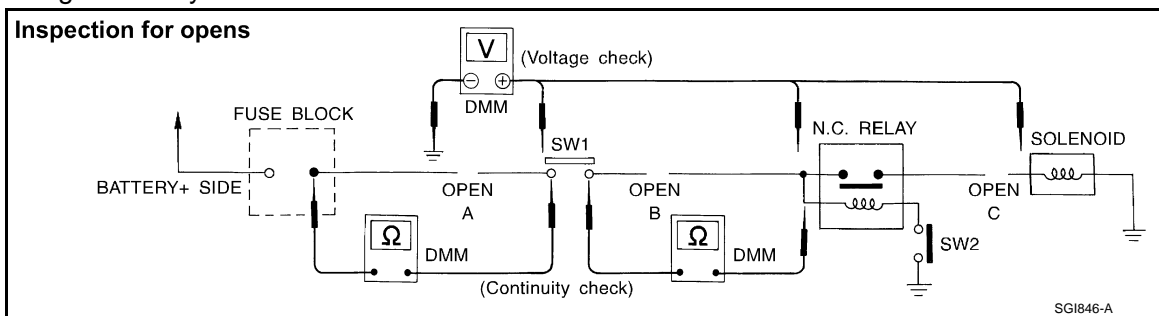 Inspection for opens
V
(Voltage check)
DMM
FUSE BLOCK
N.C. RELAY
SW1
SOLENOID
BATTERY+ SIDE
OPEN
A
OPEN
B
OPEN
C
Ω
DMM
Ω
DMM
SW2
(Continuity check)
SGI846-A